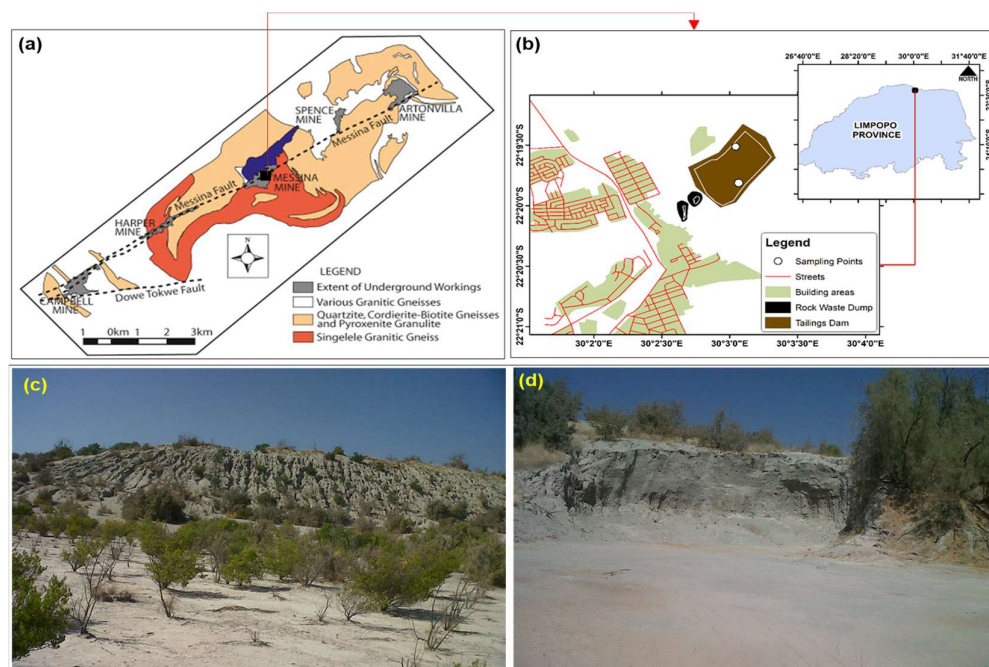 (a)
SPENCE
MINE
ARTONVILLA
MINE
Messina Fault
MESSINA
MINE
Messina Fault
HARPER
MINE
CAMPBELL
MINE
Dowe Tokwe Fault
N
LEGEND
Extent of Underground Workings
Various Granitic Gneisses
Quartzite, Cordierite-Biotite Gneisses
and Pyroxenite Granulite
Singelele Granitic Gneiss
1 0km 1 2 3km
(b)
26°40'0"E 28°20'0"E 30°0'0"E 31°40'0"E
NORTH
LIMPOPO
PROVINCE
22°19'30"S
22°20'0"S
22°20'30"S
22°21'0"S
30°2'0"E 30°2'30"E 30°3'0"E 30°3'30"E 30°4'0"E
Legend
Sampling Points
Streets
Building areas
Rock Waste Dump
Tailings Dam
(c)
(d)